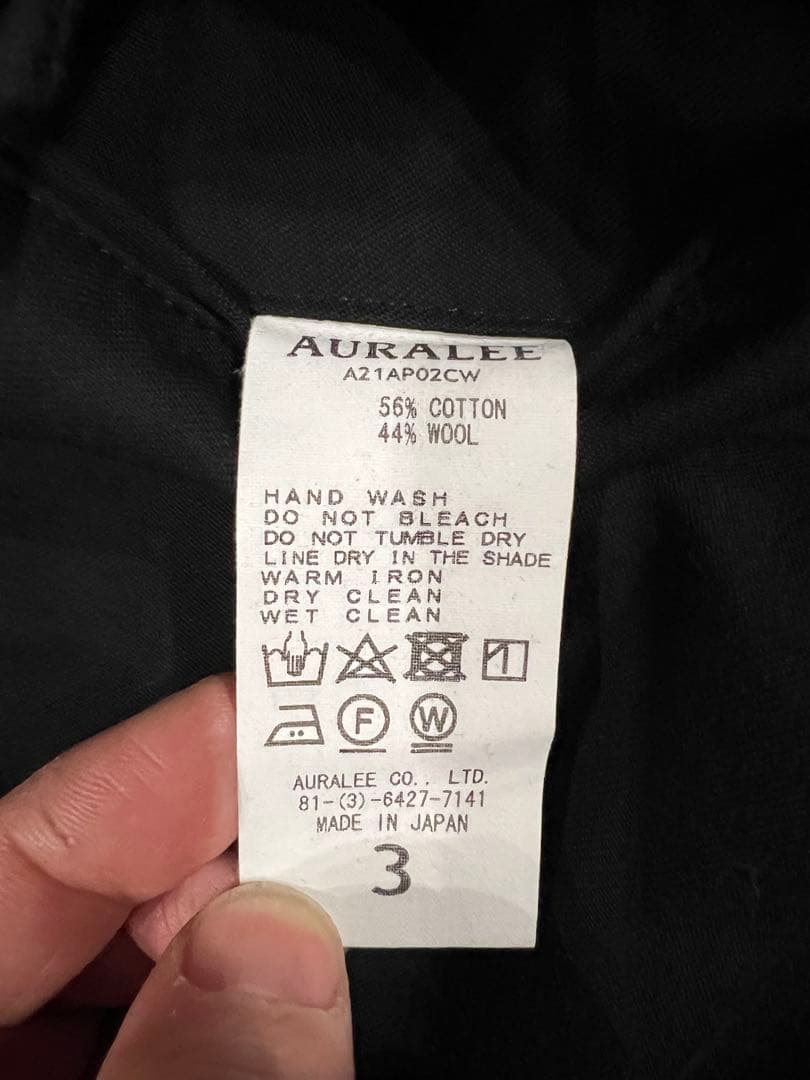 AURALEE
A21AP02CW
56% COTTON
44% WOOL
HAND WASH
DO NOT BLEACH
DO NOT TUMBLE DRY
LINE DRY IN THE SHADE
WARM IRON
DRY CLEAN
WET CLEAN
F W
AURALEE CO., LTD.
81-(3)-6427-7141
MADE IN JAPAN
3